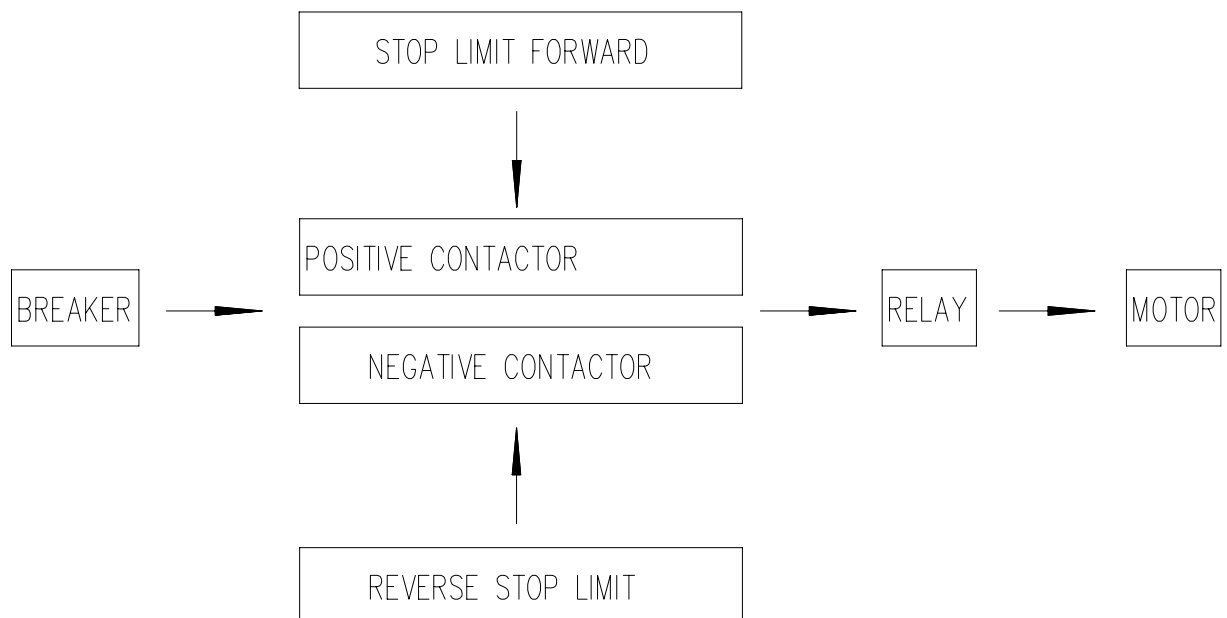 STOP LIMIT FORWARD
POSITIVE CONTACTOR
BREAKER
RELAY
MOTOR
NEGATIVE CONTACTOR
REVERSE STOP LIMIT